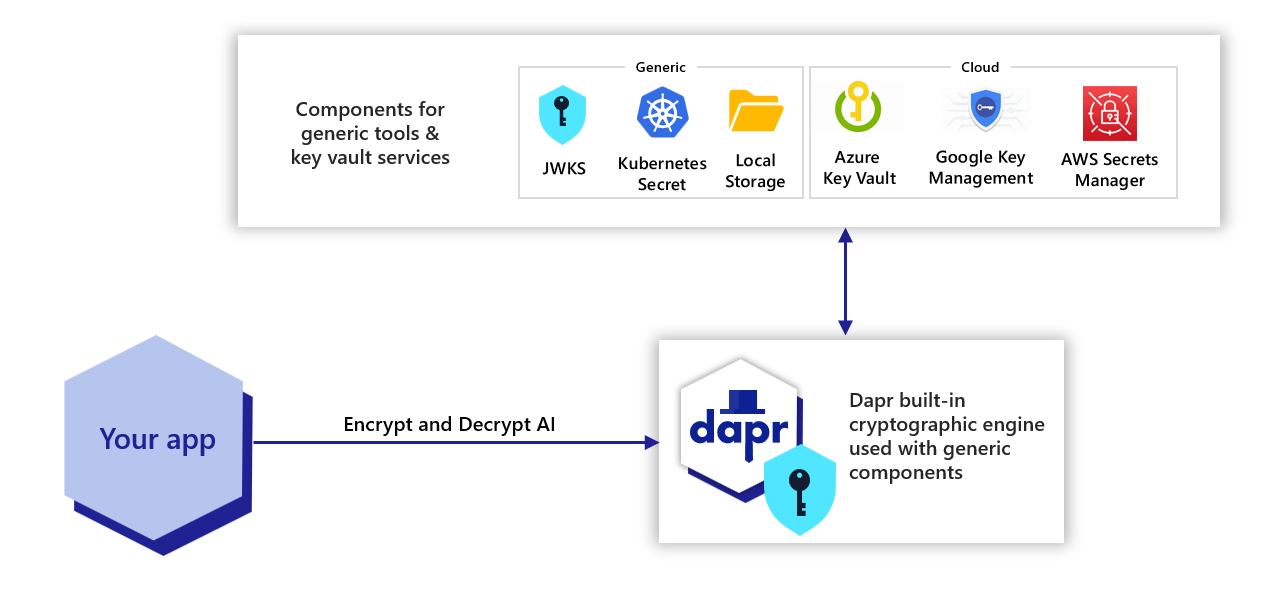 Generic
Cloud
Components for
generic tools &
key vault services
JWKS
Kubernetes
Secret
Local
Storage
Azure
Key Vault
Google Key
Management
AWS Secrets
Manager
Your app
Encrypt and Decrypt AI
dapr
Dapr built-in
cryptographic engine
used with generic
components